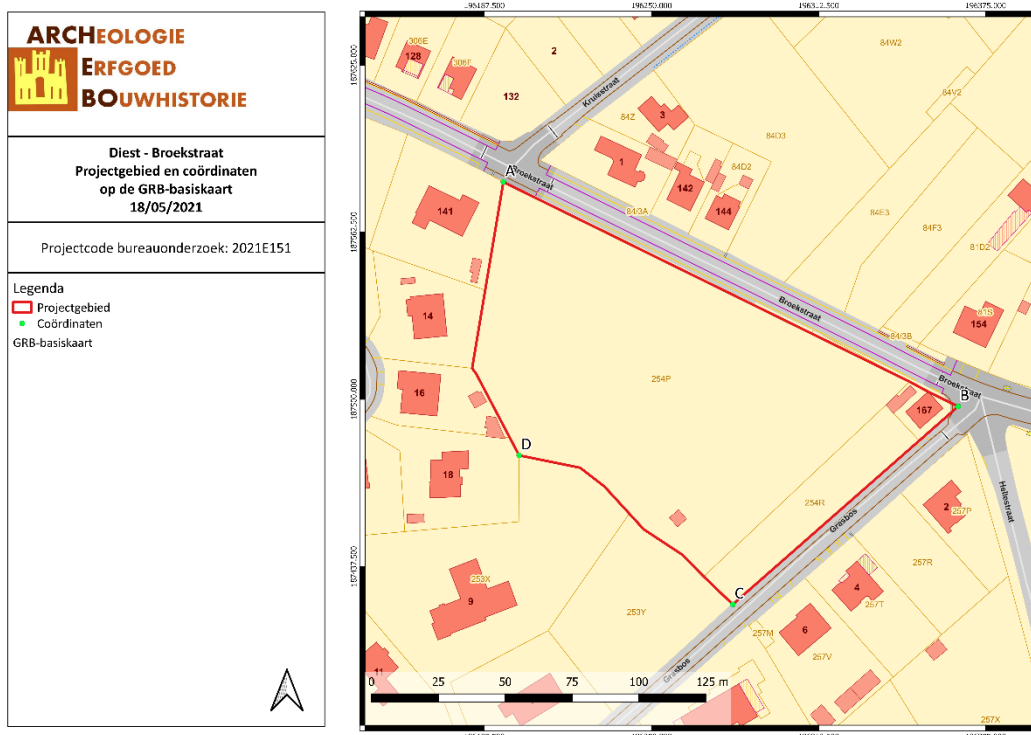 ARCHEOLOGIE
ERFGOED
BOUWHISTORIE
Diest - Broekstraat
Projectgebied en coördinaten
op de GRB-basiskaart
18/05/2021
Projectcode bureauonderzoek: 2021E151
Legenda
Projectgebied
Coördinaten
GRB-basiskaart
196250.000
196312.500
196375.000
187625.000
187562.500
187500.000
187437.500
306E
128
306F
2
132
Kruisstraat
84W2
84V2
84Z
3
84D3
1
84D2
142
144
Broekstraat
A
141
84/3A
84E3
84F3
81D2
Broekstraat
14
81S
154
84/3B
254P
Broekstraat
16
B
167
D
18
254R
Grasbos
Hellestraat
2
257P
257R
253X
9
4
257T
C
253Y
257M
6
257V
11
Grasbos
257X
0 25 50 75 100 125 m